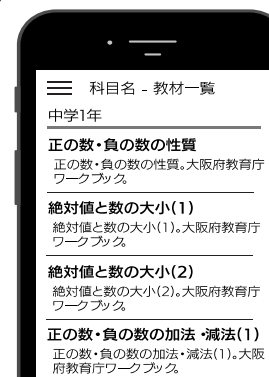 科目名 - 教材一覧
中学1年
正の数・負の数の性質
正の数・負の数の性質。大阪府教育庁
ワークブック。
絶対値と数の大小(1)
絶対値と数の大小(1)。大阪府教育庁
ワークブック。
絶対値と数の大小(2)
絶対値と数の大小(2)。大阪府教育庁
ワークブック。
正の数・負の数の加法・減法(1)
正の数・負の数の加法・減法(1)。大阪
府教育庁ワークブック。